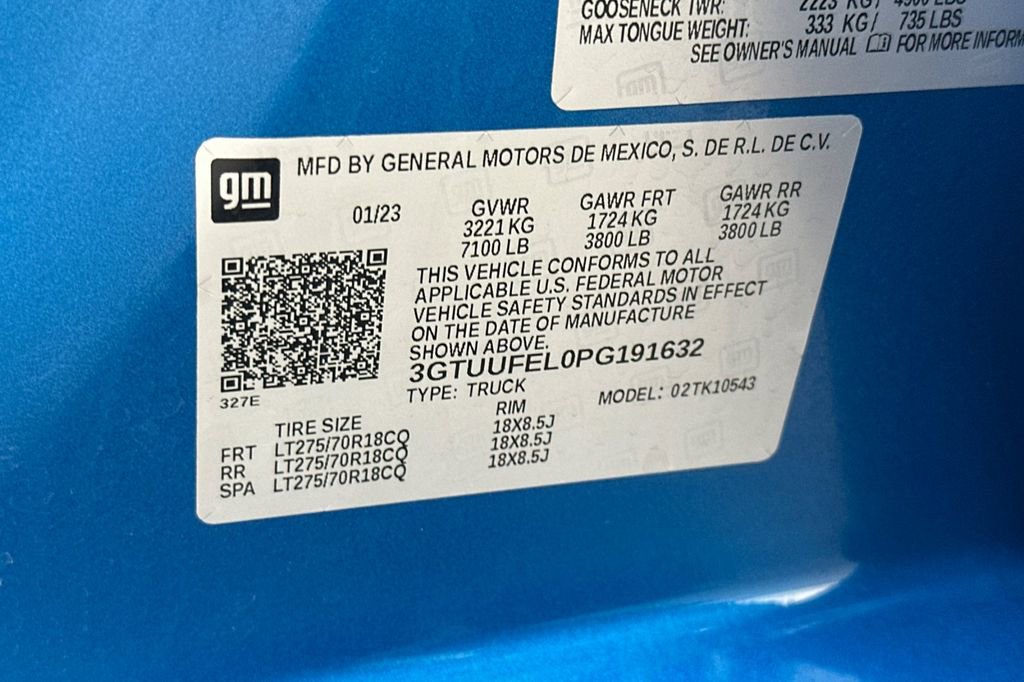 GOOSENECK TWR: 2223 KG/ 4900 LBS
MAX TONGUE WEIGHT: 333 KG/ 735 LBS
SEE OWNER'S MANUAL FOR MORE INFORM
gm
MFD BY GENERAL MOTORS DE MEXICO, S. DE R.L. DE C.V.
01/23
GVWR GAWR FRT GAWR RR
3221 KG 1724 KG 1724 KG
7100 LB 3800 LB 3800 LB
THIS VEHICLE CONFORMS TO ALL
APPLICABLE U.S. FEDERAL MOTOR
VEHICLE SAFETY STANDARDS IN EFFECT
ON THE DATE OF MANUFACTURE
SHOWN ABOVE.
3GTUUFEL0PG191632
327E
TYPE: TRUCK MODEL: 02TK10543
TIRE SIZE RIM
FRT LT275/70R18CQ 18X8.5J
RR LT275/70R18CQ 18X8.5J
SPA LT275/70R18CQ 18X8.5J